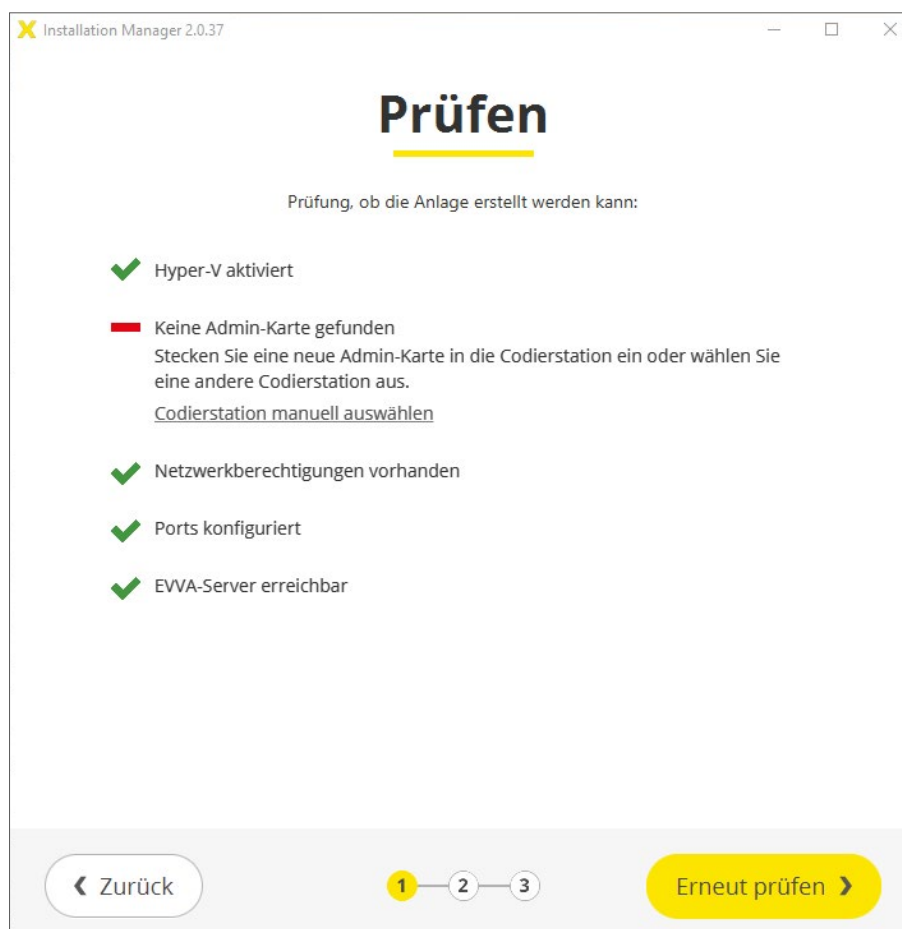 Installation Manager 2.0.37
Prüfen
Prüfung, ob die Anlage erstellt werden kann:
Hyper-V aktiviert
Keine Admin-Karte gefunden
Stecken Sie eine neue Admin-Karte in die Codierstation ein oder wählen Sie
eine andere Codierstation aus.
Codierstation manuell auswählen
Netzwerkberechtigungen vorhanden
Ports konfiguriert
EVVA-Server erreichbar
Zurück
1 2 3
Erneut prüfen